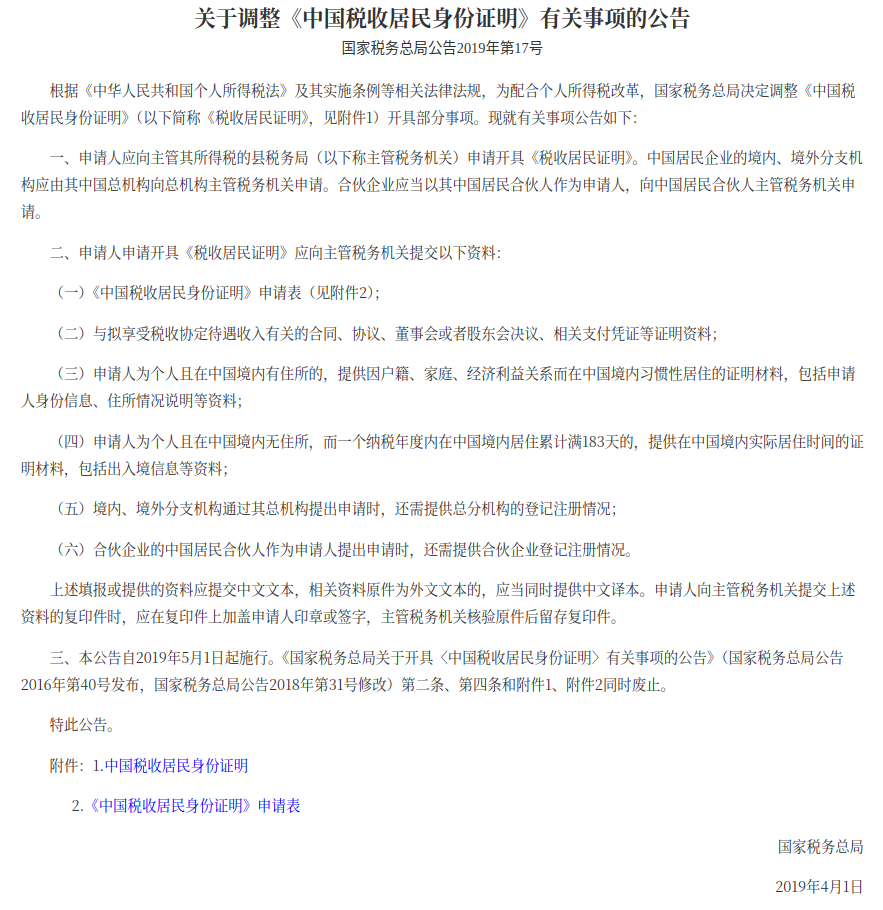 关于调整《中国税收居民身份证明》有关事项的公告
国家税务总局公告2019年第17号
根据《中华人民共和国个人所得税法》及其实施条例等相关法律法规，为配合个人所得税改革，国家税务总局决定调整《中国税
收居民身份证明》（以下简称《税收居民证明》，见附件1）开具部分事项。现就有关事项公告如下：
一、申请人应向主管其所得税的县税务局（以下称主管税务机关）申请开具《税收居民证明》。中国居民企业的境内、境外分支机
构应由其中国总机构向总机构主管税务机关申请。合伙企业应当以其中国居民合伙人作为申请人，向中国居民合伙人主管税务机关申
请。
二、申请人申请开具《税收居民证明》应向主管税务机关提交以下资料：
（一）《中国税收居民身份证明》申请表（见附件2）；
（二）与拟享受税收协定待遇收入有关的合同、协议、董事会或者股东会决议、相关支付凭证等证明资料；
（三）申请人为个人且在中国境内有住所的，提供因户籍、家庭、经济利益关系而在中国境内习惯性居住的证明材料，包括申请
人身份信息、住所情况说明等资料；
（四）申请人为个人且在中国境内无住所，而一个纳税年度内在中国境内居住累计满183天的，提供在中国境内实际居住时间的证
明材料，包括出入境信息等资料；
（五）境内、境外分支机构通过其总机构提出申请时，还需提供总分机构的登记注册情况；
（六）合伙企业的中国居民合伙人作为申请人提出申请时，还需提供合伙企业登记注册情况。
上述填报或提供的资料应提交中文文本，相关资料原件为外文文本的，应当同时提供中文译本。申请人向主管税务机关提交上述
资料的复印件时，应在复印件上加盖申请人印章或签字，主管税务机关核验原件后留存复印件。
三、本公告自2019年5月1日起施行。《国家税务总局关于开具〈中国税收居民身份证明〉有关事项的公告》（国家税务总局公告
2016年第40号发布，国家税务总局公告2018年第31号修改）第二条、第四条和附件1、附件2同时废止。
特此公告。
附件：1.中国税收居民身份证明
2.《中国税收居民身份证明》申请表
国家税务总局
2019年4月1日